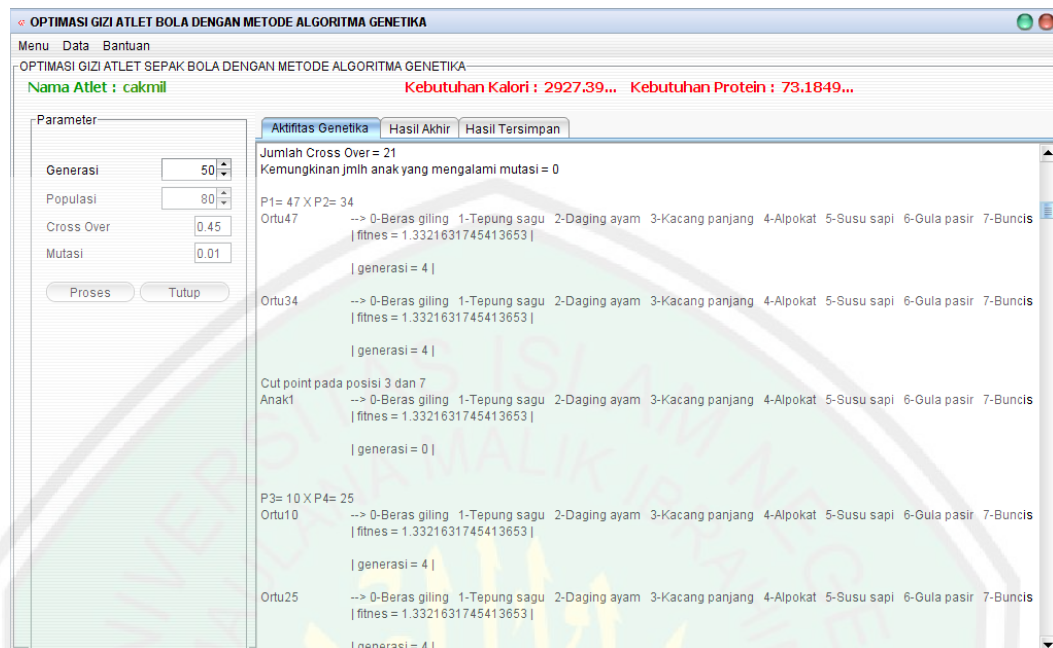 OPTIMASI GIZI ATLET BOLA DENGAN METODE ALGORITMA GENETIKA
Menu Data Bantuan
OPTIMASI GIZI ATLET SEPAK BOLA DENGAN METODE ALGORITMA GENETIKA
Nama Atlet : cakmil Kebutuhan Kalori : 2927.39... Kebutuhan Protein : 73.1849...
Parameter
Generasi 50
Populasi 80
Cross Over 0.45
Mutasi 0.01
Proses Tutup
Aktifitas Genetika Hasil Akhir Hasil Tersimpan
Jumlah Cross Over = 21
Kemungkinan jmlh anak yang mengalami mutasi = 0
P1= 47 X P2= 34
Ortu47 --> 0-Beras giling 1-Tepung sagu 2-Daging ayam 3-Kacang panjang 4-Alpokat 5-Susu sapi 6-Gula pasir 7-Buncis
| fitnes = 1.3321631745413653 |
| generasi = 4 |
Ortu34 --> 0-Beras giling 1-Tepung sagu 2-Daging ayam 3-Kacang panjang 4-Alpokat 5-Susu sapi 6-Gula pasir 7-Buncis
| fitnes = 1.3321631745413653 |
| generasi = 4 |
Cut point pada posisi 3 dan 7
Anak1 --> 0-Beras giling 1-Tepung sagu 2-Daging ayam 3-Kacang panjang 4-Alpokat 5-Susu sapi 6-Gula pasir 7-Buncis
| fitnes = 1.3321631745413653 |
| generasi = 0 |
P3= 10 X P4= 25
Ortu10 --> 0-Beras giling 1-Tepung sagu 2-Daging ayam 3-Kacang panjang 4-Alpokat 5-Susu sapi 6-Gula pasir 7-Buncis
| fitnes = 1.3321631745413653 |
| generasi = 4 |
Ortu25 --> 0-Beras giling 1-Tepung sagu 2-Daging ayam 3-Kacang panjang 4-Alpokat 5-Susu sapi 6-Gula pasir 7-Buncis
| fitnes = 1.3321631745413653 |
| generasi = 4 |